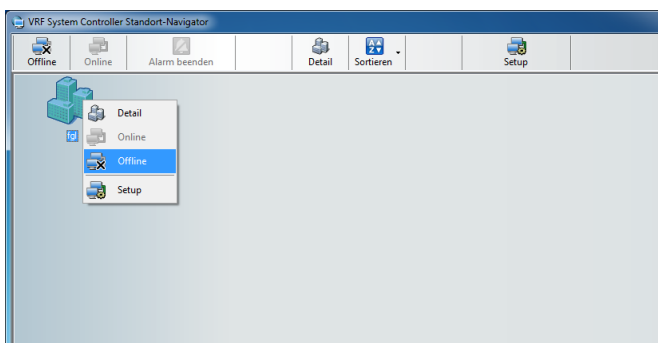 VRF System Controller Standort-Navigator
Offline Online Alarm beenden Detail Sortieren Setup
fgl
Detail
Online
Offline
Setup